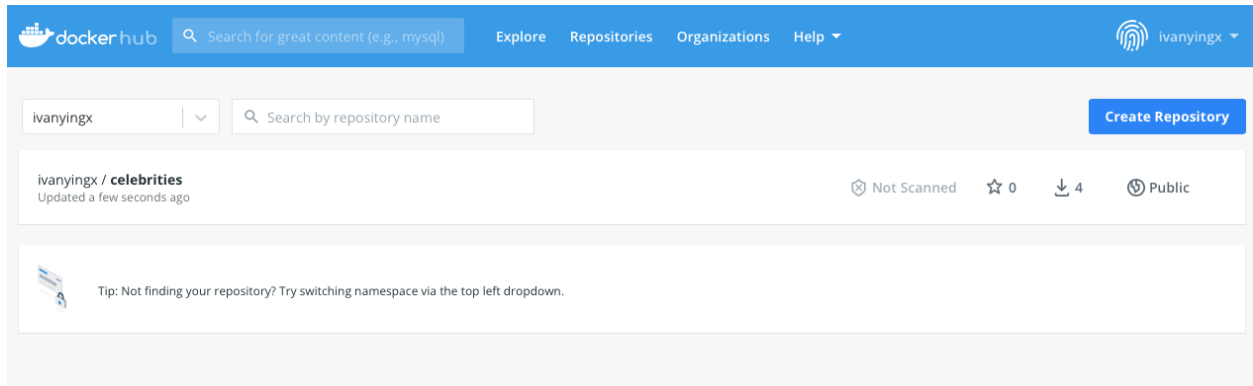 dockerhub Search for great content (e.g., mysql) Explore Repositories Organizations Help ivanyingx
ivanyingx Search by repository name Create Repository
ivanyingx / celebrities Not Scanned 0 4 Public
Updated a few seconds ago
Tip: Not finding your repository? Try switching namespace via the top left dropdown.